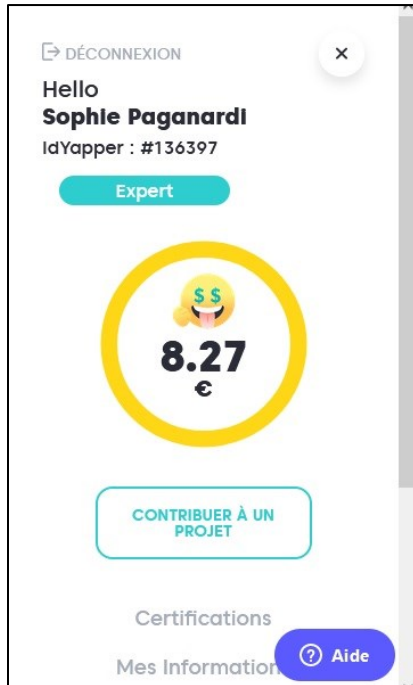 DÉCONNEXION
Hello
Sophie Paganardi
IdYapper : #136397
Expert
$ $
8.27
€
CONTRIBUER À UN
PROJET
Certifications
Mes Information
? Aide